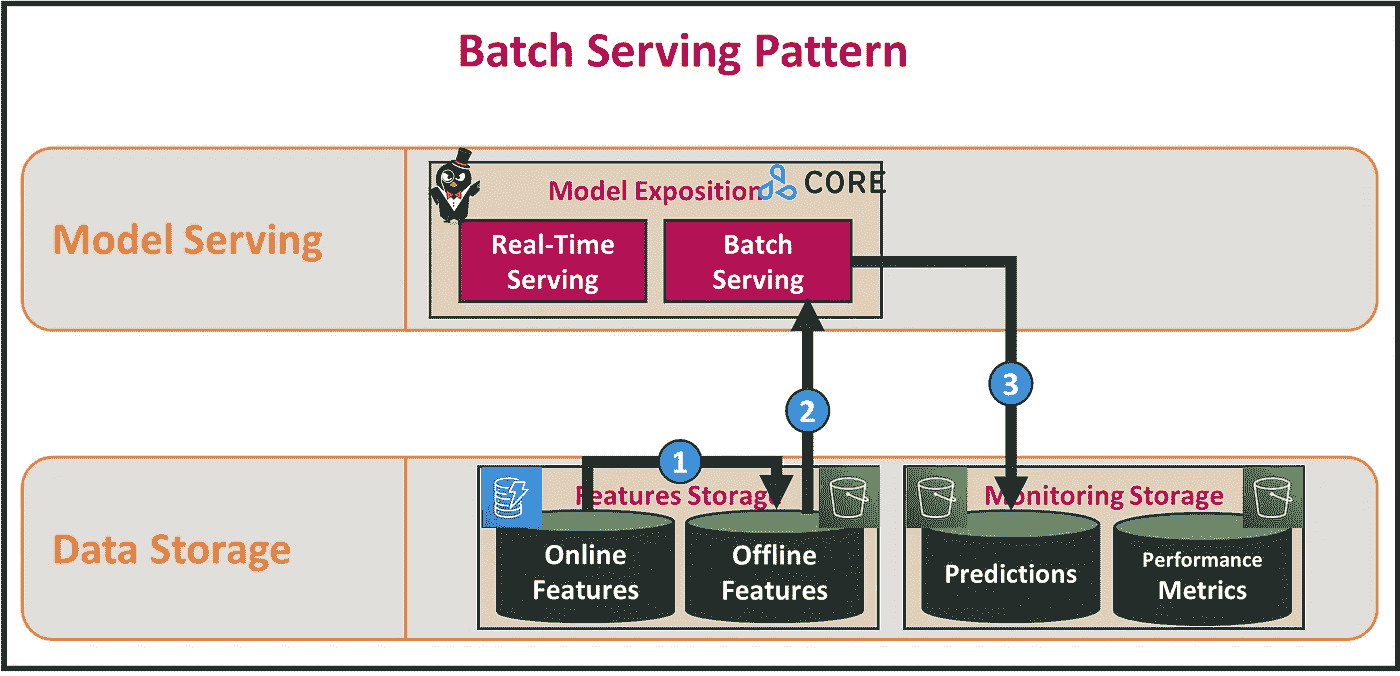 Batch Serving Pattern
Model Serving
Model Exposition
CORE
Real-Time
Serving
Batch
Serving
3
2
1
Data Storage
Features Storage
Online
Features
Offline
Features
Monitoring Storage
Predictions
Performance
Metrics